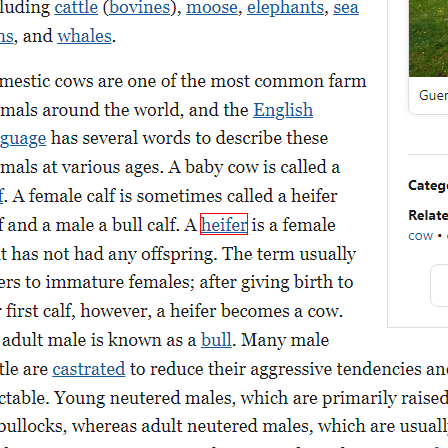 luding cattle (bovines), moose, elephants, sea
ns, and whales.
mestic cows are one of the most common farm
mals around the world, and the English
guage has several words to describe these
mals at various ages. A baby cow is called a
f. A female calf is sometimes called a heifer
f and a male a bull calf. A heifer is a female
t has not had any offspring. The term usually
ers to immature females; after giving birth to
r first calf, however, a heifer becomes a cow.
adult male is known as a bull. Many male
tle are castrated to reduce their aggressive tendencies an
ctable. Young neutered males, which are primarily raised
bullocks, whereas adult neutered males, which are usuall
Guer
Categ
Relate
cow •